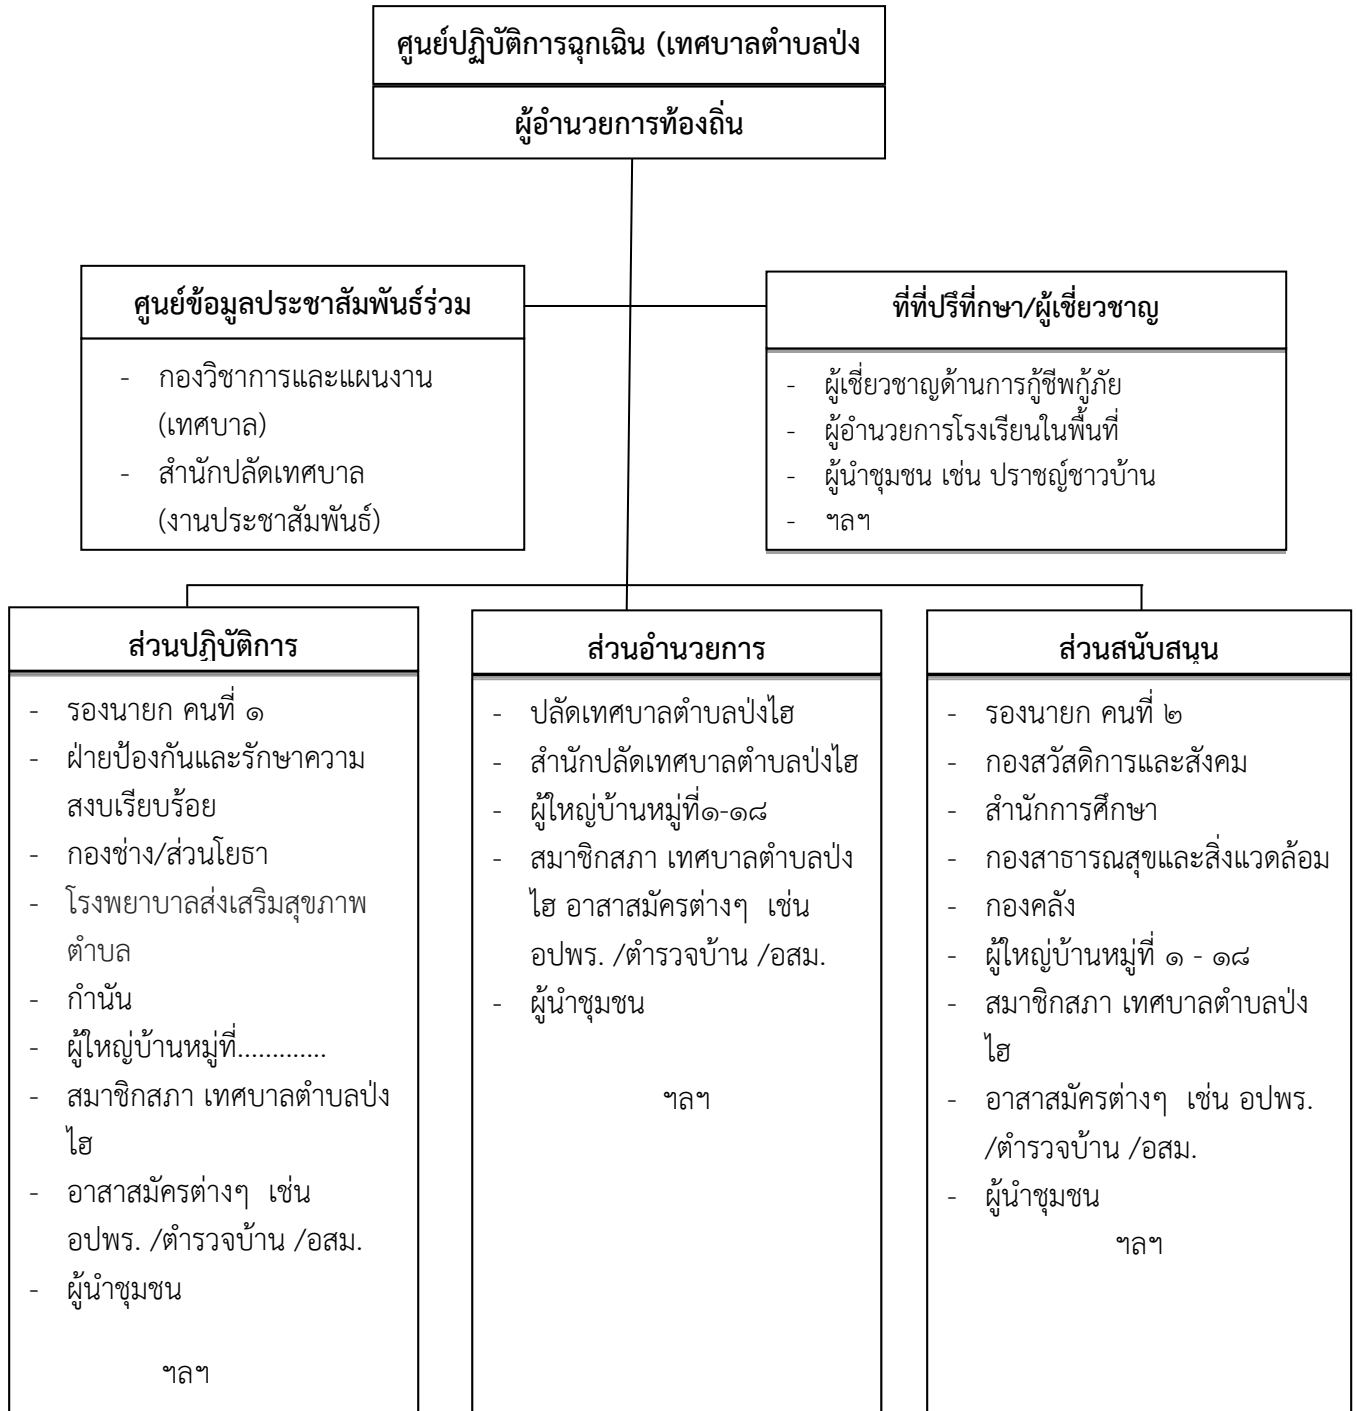 ศูนย์ปฏิบัติการฉุกเฉิน (เทศบาลตำบลป่ง
ผู้อำนวยการท้องถิ่น
ศูนย์ข้อมูลประชาสัมพันธ์ร่วม
- กองวิชาการและแผนงาน
(เทศบาล)
- สำนักปลัดเทศบาล
(งานประชาสัมพันธ์)
ที่ที่ปรึที่กษา/ผู้เชี่ยวชาญ
- ผู้เชี่ยวชาญด้านการกู้ชีพกู้ภัย
- ผู้อำนวยการโรงเรียนในพื้นที่
- ผู้นำชุมชน เช่น ปราชญ์ชาวบ้าน
- ฯลฯ
ส่วนปฏิบัติการ
- รองนายก คนที่ ๑
- ฝ่ายป้องกันและรักษาความ
สงบเรียบร้อย
- กองช่าง/ส่วนโยธา
- โรงพยาบาลส่งเสริมสุขภาพ
ตำบล
- กำนัน
- ผู้ใหญ่บ้านหมู่ที่.............
- สมาชิกสภา เทศบาลตำบลป่ง
ไฮ
- อาสาสมัครต่างๆ เช่น
อปพร. /ตำรวจบ้าน /อสม.
- ผู้นำชุมชน
ฯลฯ
ส่วนอำนวยการ
- ปลัดเทศบาลตำบลป่งไฮ
- สำนักปลัดเทศบาลตำบลป่งไฮ
- ผู้ใหญ่บ้านหมู่ที่๑-๑๘
- สมาชิกสภา เทศบาลตำบลป่ง
ไฮ อาสาสมัครต่างๆ เช่น
อปพร. /ตำรวจบ้าน /อสม.
- ผู้นำชุมชน
ฯลฯ
ส่วนสนับสนุน
- รองนายก คนที่ ๒
- กองสวัสดิการและสังคม
- สำนักการศึกษา
- กองสาธารณสุขและสิ่งแวดล้อม
- กองคลัง
- ผู้ใหญ่บ้านหมู่ที่ ๑ - ๑๘
- สมาชิกสภา เทศบาลตำบลป่ง
ไฮ
- อาสาสมัครต่างๆ เช่น อปพร.
/ตำรวจบ้าน /อสม.
- ผู้นำชุมชน
ฯลฯ